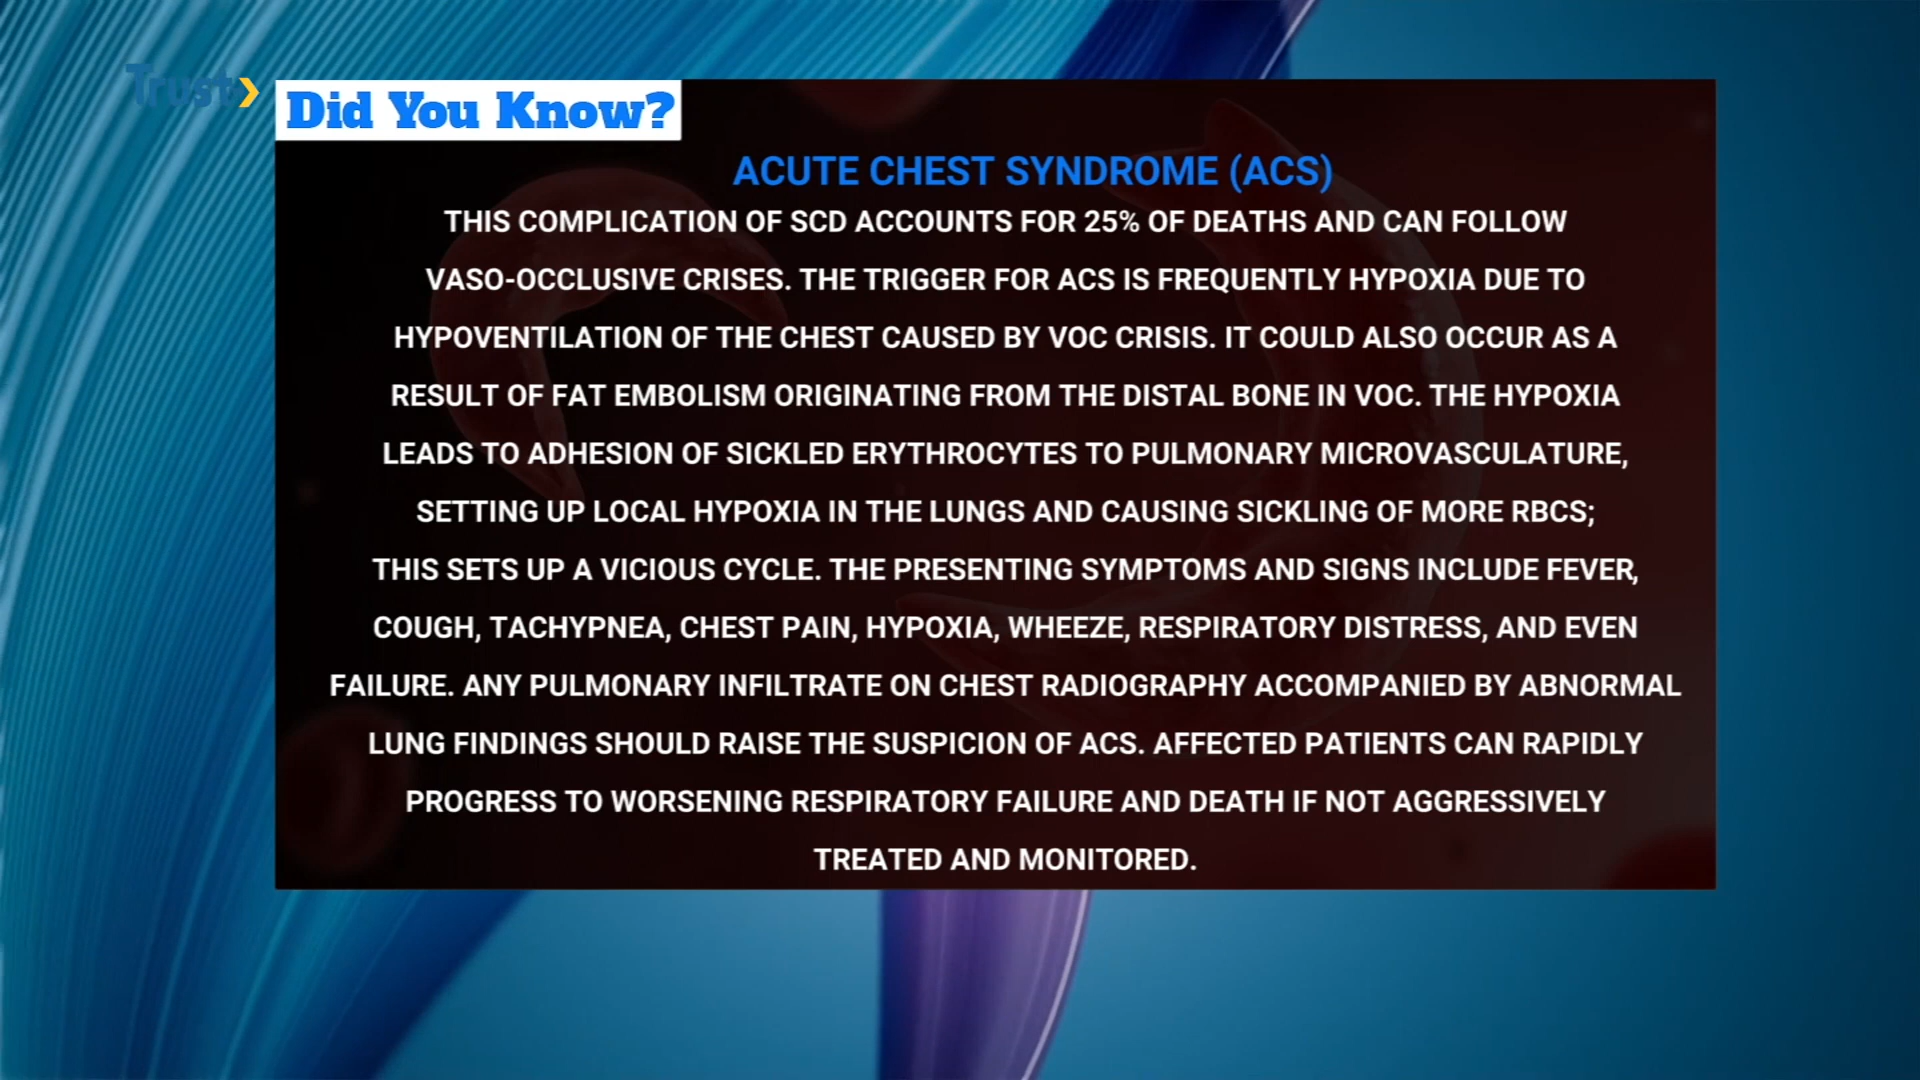 Trust
Did You Know?
ACUTE CHEST SYNDROME (ACS)
THIS COMPLICATION OF SCD ACCOUNTS FOR 25% OF DEATHS AND CAN FOLLOW
VASO-OCCLUSIVE CRISES. THE TRIGGER FOR ACS IS FREQUENTLY HYPOXIA DUE TO
HYPOVENTILATION OF THE CHEST CAUSED BY VOC CRISIS. IT COULD ALSO OCCUR AS A
RESULT OF FAT EMBOLISM ORIGINATING FROM THE DISTAL BONE IN VOC. THE HYPOXIA
LEADS TO ADHESION OF SICKLED ERYTHROCYTES TO PULMONARY MICROVASCULATURE,
SETTING UP LOCAL HYPOXIA IN THE LUNGS AND CAUSING SICKLING OF MORE RBCS;
THIS SETS UP A VICIOUS CYCLE. THE PRESENTING SYMPTOMS AND SIGNS INCLUDE FEVER,
COUGH, TACHYPNEA, CHEST PAIN, HYPOXIA, WHEEZE, RESPIRATORY DISTRESS, AND EVEN
FAILURE. ANY PULMONARY INFILTRATE ON CHEST RADIOGRAPHY ACCOMPANIED BY ABNORMAL
LUNG FINDINGS SHOULD RAISE THE SUSPICION OF ACS. AFFECTED PATIENTS CAN RAPIDLY
PROGRESS TO WORSENING RESPIRATORY FAILURE AND DEATH IF NOT AGGRESSIVELY
TREATED AND MONITORED.